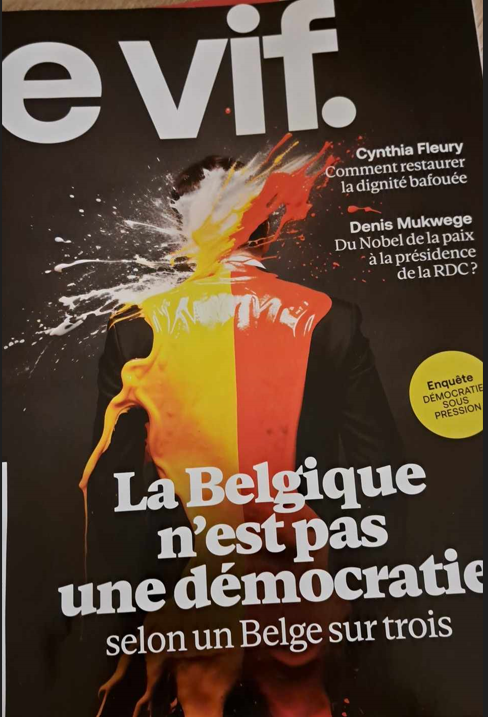 e vif.
Cynthia Fleury
Comment restaurer
la dignité bafouée
Denis Mukwege
Du Nobel de la paix
à la présidence
de la RDC ?
Enquête
DÉMOCRATIE
SOUS
PRESSION
La Belgique
n'est pas
une démocratie
selon un Belge sur trois